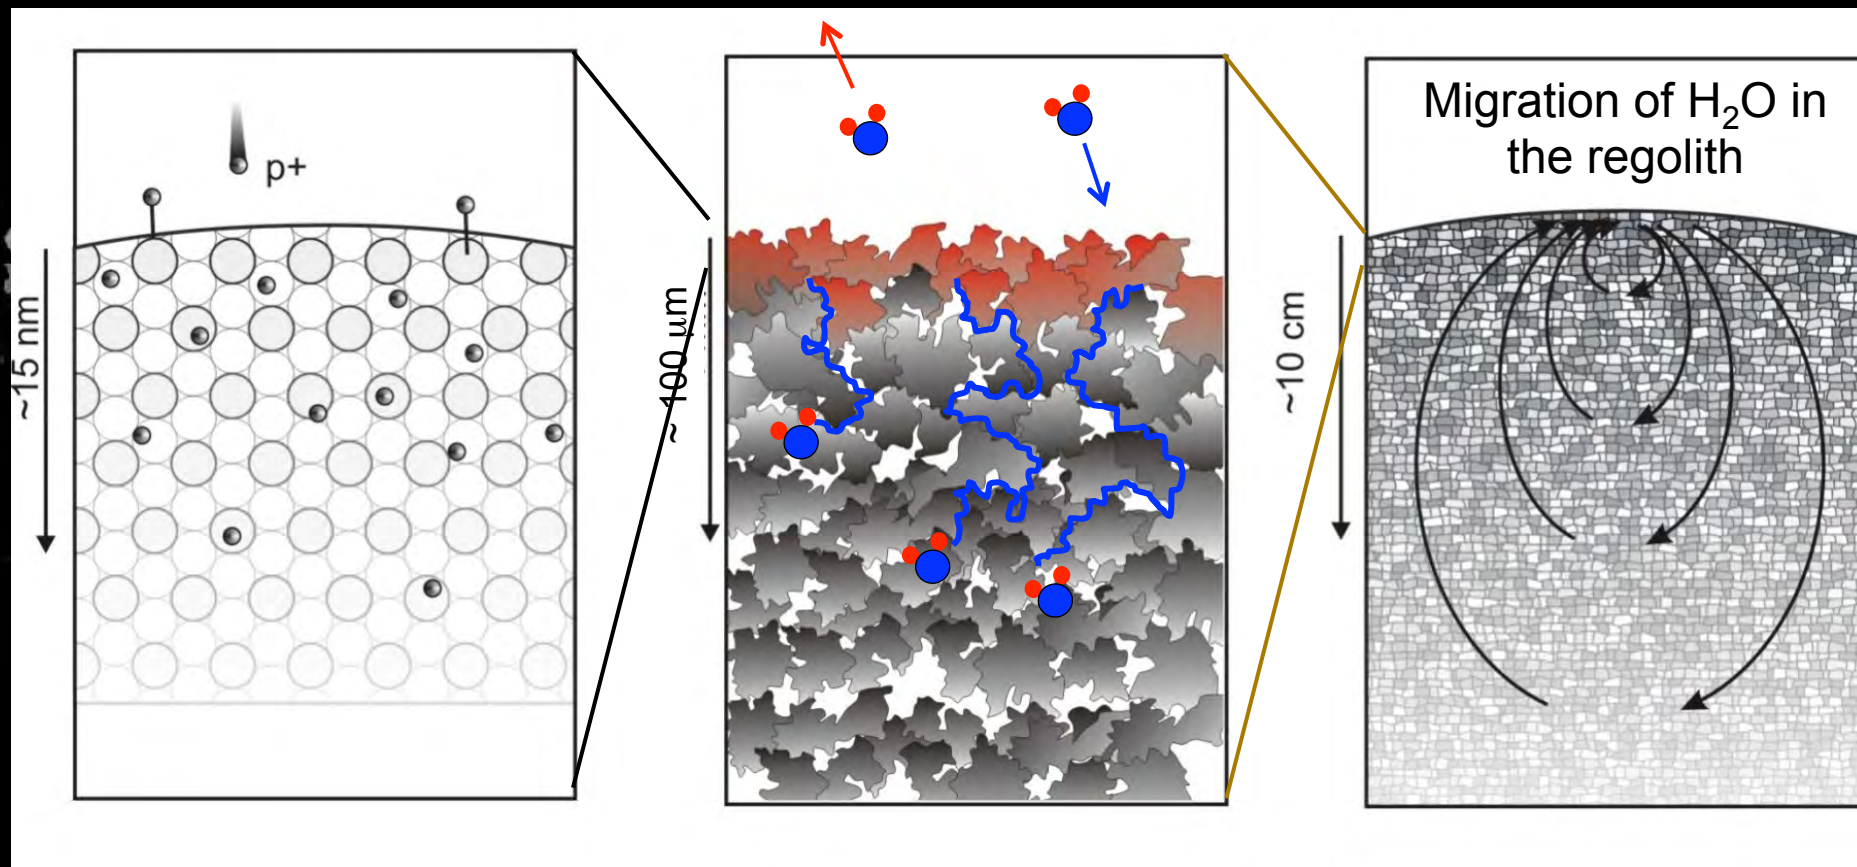 p+
~15 nm
~ 100 µm
~10 cm
Migration of H₂O in
the regolith